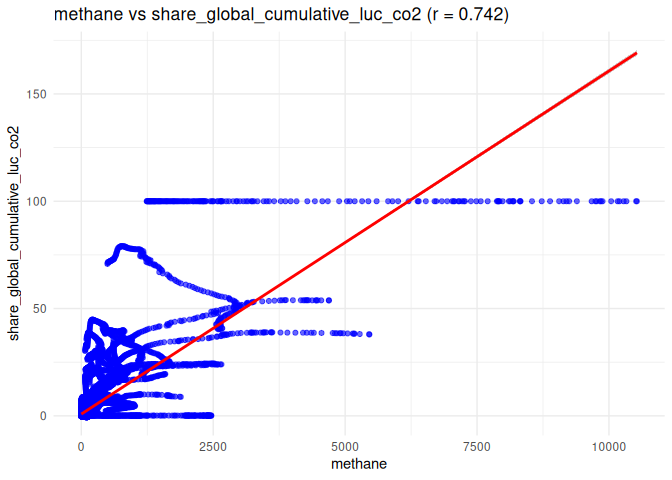 methane vs share_global_cumulative_luc_co2 (r = 0.742)
150
100
50
0
share_global_cumulative_luc_co2
0 2500 5000 7500 10000
methane